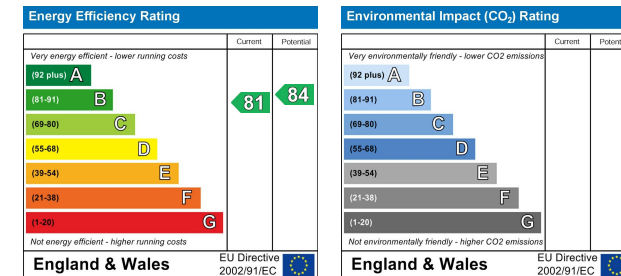 Energy Efficiency Rating
Current Potential
Very energy efficient - lower running costs
(92 plus) A
(81-91) B
(69-80) C
(55-68) D
(39-54) E
(21-38) F
(1-20) G
81
84
Not energy efficient - higher running costs
England & Wales
EU Directive
2002/91/EC
Environmental Impact (CO₂) Rating
Current Potent
Very environmentally friendly - lower CO2 emissions
(92 plus) A
(81-91) B
(69-80) C
(55-68) D
(39-54) E
(21-38) F
(1-20) G
Not environmentally friendly - higher CO2 emissions
England & Wales
EU Directive
2002/91/EC